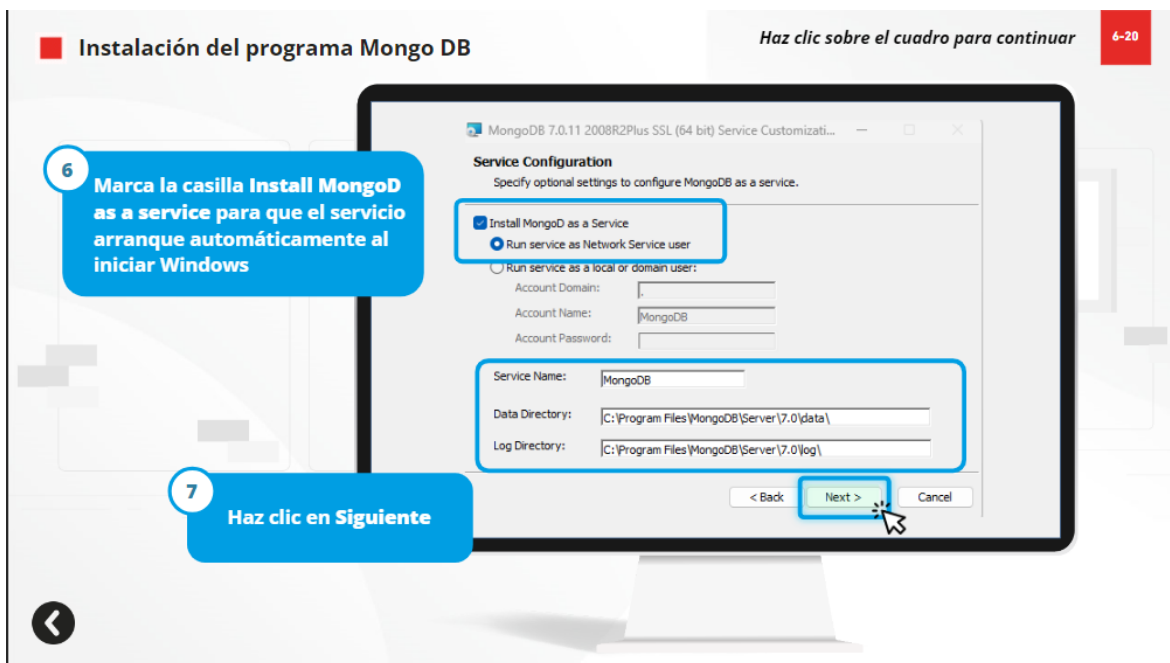 Instalación del programa Mongo DB
Haz clic sobre el cuadro para continuar
6-20
6
Marca la casilla Install MongoD
as a service para que el servicio
arranque automáticamente al
iniciar Windows
MongoDB 7.0.11 2008R2Plus SSL (64 bit) Service Customizati...
Service Configuration
Specify optional settings to configure MongoDB as a service.
Install MongoD as a Service
Run service as Network Service user
Run service as a local or domain user:
Account Domain:
.
Account Name:
MongoDB
Account Password:
Service Name:
MongoDB
Data Directory:
C:\Program Files\MongoDB\Server\7.0\data\
Log Directory:
C:\Program Files\MongoDB\Server\7.0\log\
< Back
Next >
Cancel
7
Haz clic en Siguiente